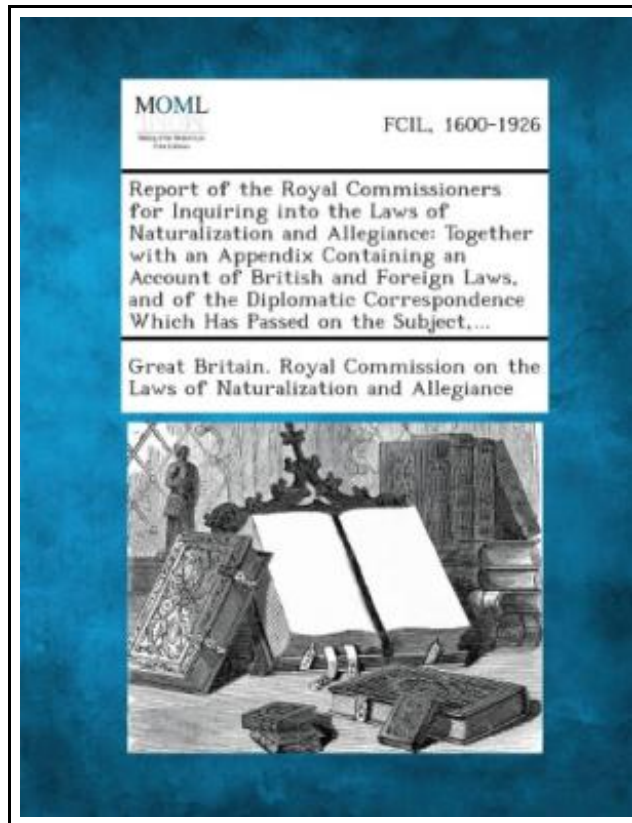 MOML
FCIL, 1600-1926
Report of the Royal Commissioners
for Inquiring into the Laws of
Naturalization and Allegiance: Together
with an Appendix Containing an
Account of British and Foreign Laws,
and of the Diplomatic Correspondence
Which Has Passed on the Subject,...
Great Britain. Royal Commission on the
Laws of Naturalization and Allegiance